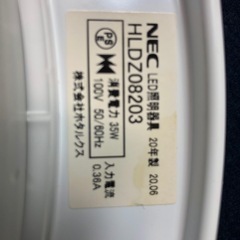 NEC LED照明器具 20年製 20.06
HLDZ08203
PS
E
消費電力 35W
100V 50/60Hz
入力電流
0.36A
株式会社ホタルクス